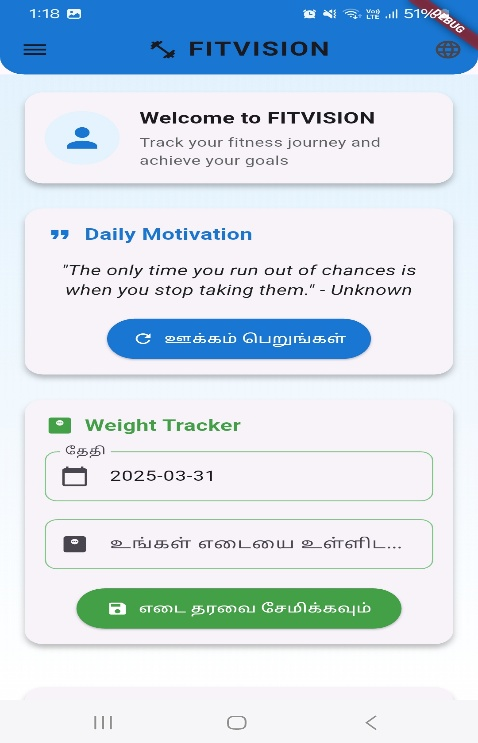 1:18 51%
DEBUG
FITVISION
Welcome to FITVISION
Track your fitness journey and
achieve your goals
Daily Motivation
"The only time you run out of chances is
when you stop taking them." - Unknown
ஊக்கம் பெறுங்கள்
Weight Tracker
தேதி
2025-03-31
உங்கள் எடையை உள்ளிட...
எடை தரவை சேமிக்கவும்